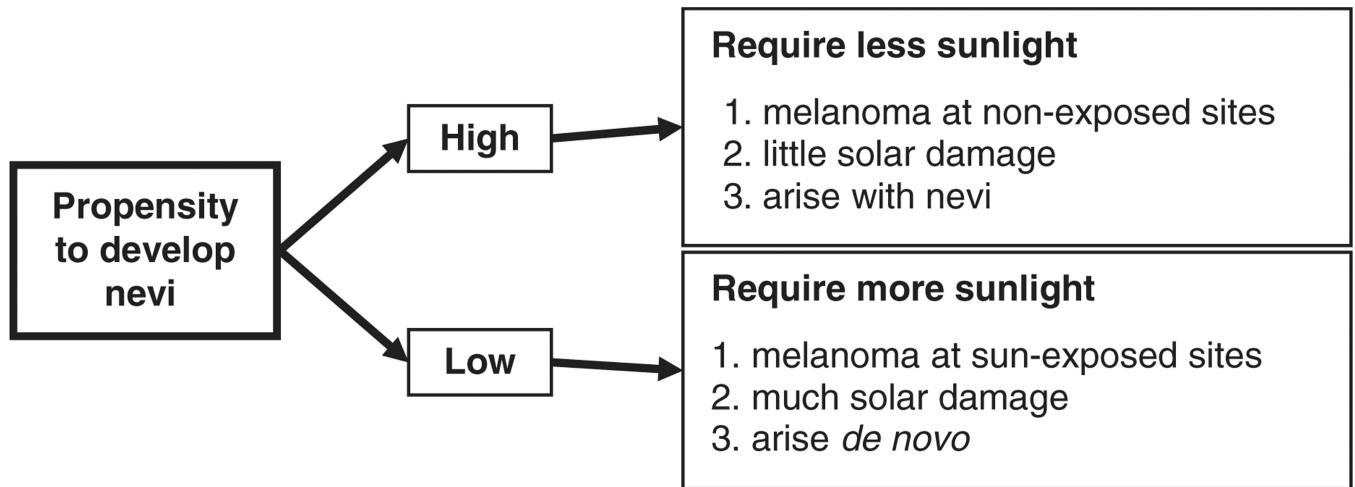 Propensity
to develop
nevi
High
Low
Require less sunlight
1. melanoma at non-exposed sites
2. little solar damage
3. arise with nevi
Require more sunlight
1. melanoma at sun-exposed sites
2. much solar damage
3. arise de novo